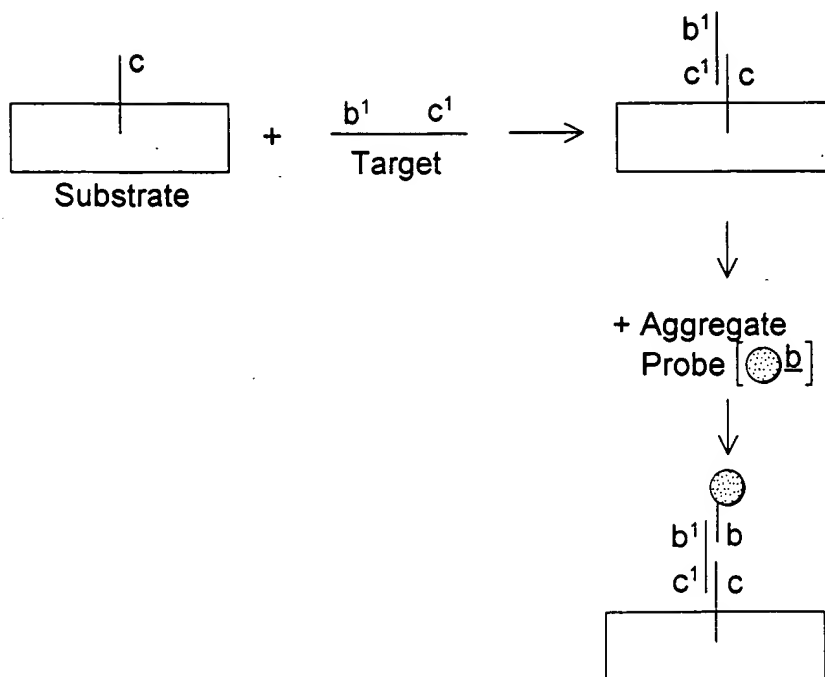 c
+
b¹ c¹
Target
Substrate
b¹
c¹ c
+ Aggregate
Probe [ b ]
b¹ b
c¹ c